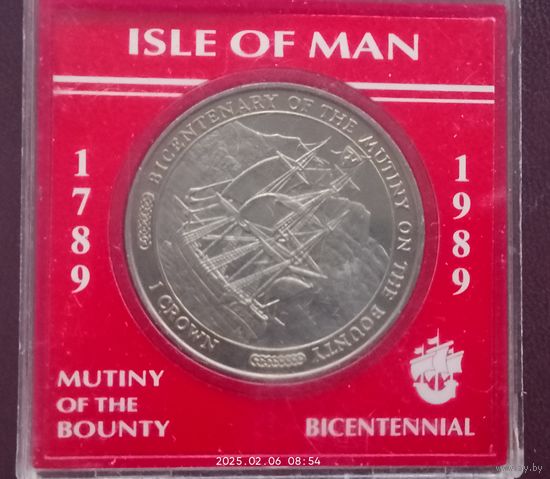 ISLE OF MAN
1789
1989
BICENTENARY OF THE MUTINY ON THE BOUNTY
1 CROWN
MUTINY
OF THE
BOUNTY
BICENTENNIAL
2025.02.06 08:54